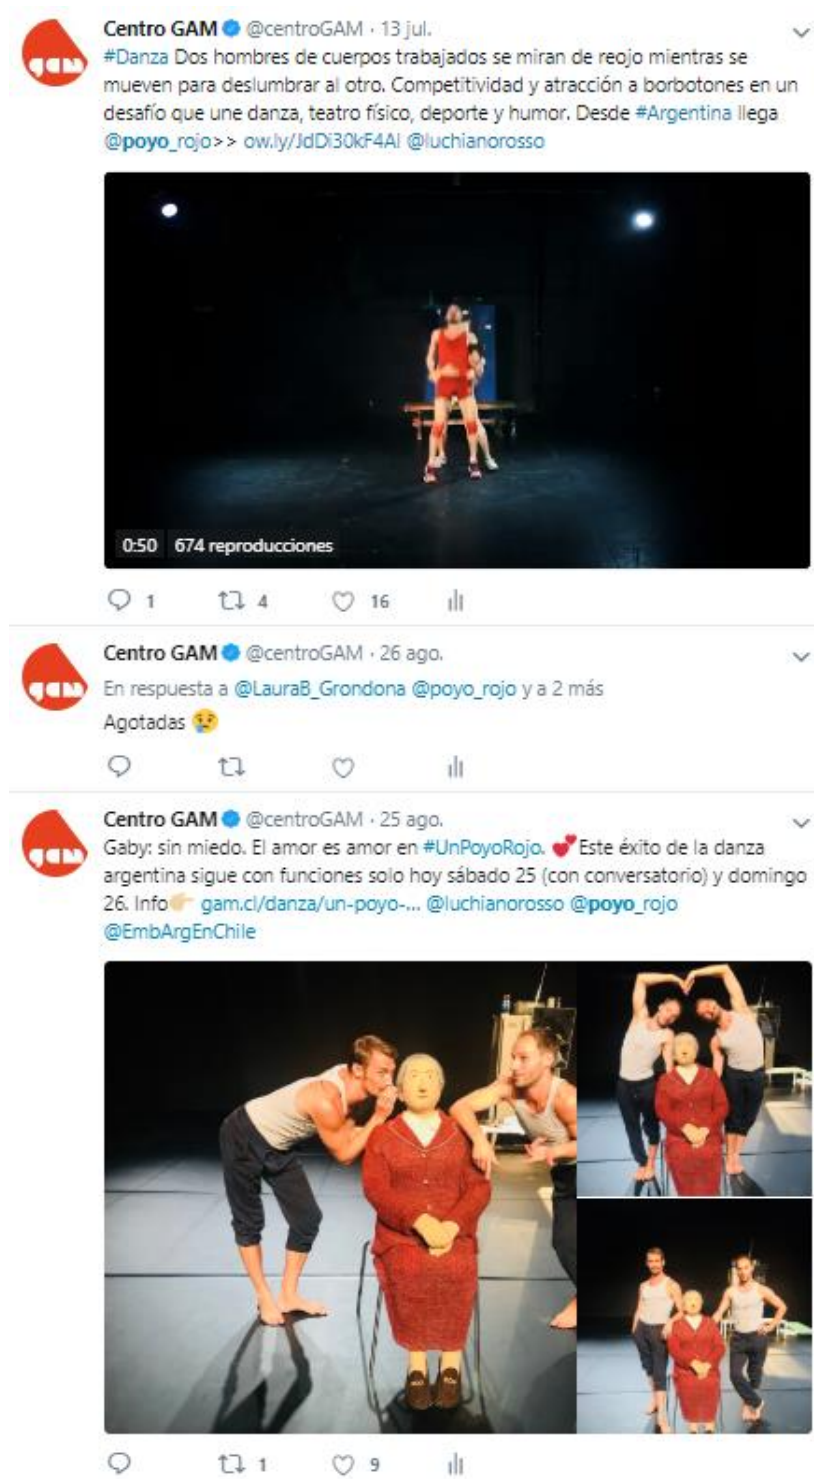 Centro GAM @centroGAM · 13 jul.
#Danza Dos hombres de cuerpos trabajados se miran de reojo mientras se
mueven para deslumbrar al otro. Competitividad y atracción a borbotones en un
desafío que une danza, teatro físico, deporte y humor. Desde #Argentina llega
@poyo_rojo>> ow.ly/JdDi30kF4Al @luchianorosso
gam
0:50 674 reproducciones
1 4 16
Centro GAM @centroGAM · 26 ago.
gam
En respuesta a @LauraB_Grondona @poyo_rojo y a 2 más
Agotadas 😢
Centro GAM @centroGAM · 25 ago.
gam
Gaby: sin miedo. El amor es amor en #UnPoyoRojo. 💕Este éxito de la danza
argentina sigue con funciones solo hoy sábado 25 (con conversatorio) y domingo
26. Info👉 gam.cl/danza/un-poyo-... @luchianorosso @poyo_rojo
@EmbArgEnChile
1 9